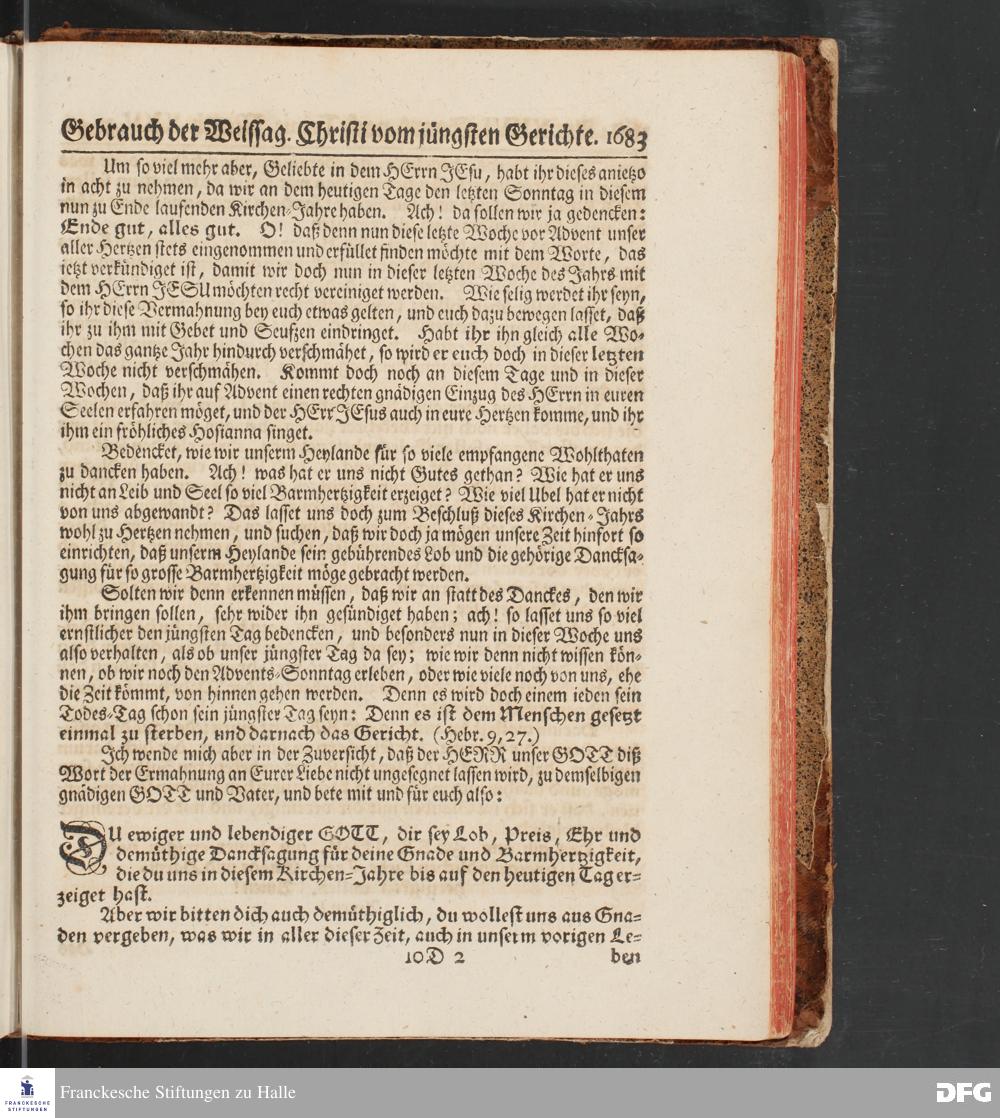 Gebrauch der Weissag. Christi vom jüngsten Gerichte. 1683
Um so viel mehr aber, Geliebte in dem HErrn JEsu, habt ihr dieses anietzo
in acht zu nehmen, da wir an dem heutigen Tage den letzten Sonntag in diesem
nun zu Ende laufenden Kirchen-Jahre haben. Ach! da sollen wir ja gedencken:
Ende gut, alles gut. O! daß denn nun diese letzte Woche vor Advent unser
aller Hertzen stets eingenommen und erfüllet finden möchte mit dem Worte, das
ietzt verkündiget ist, damit wir doch nun in dieser letzten Woche des Jahrs mit
dem HErrn JESU möchten recht vereiniget werden. Wie selig werdet ihr seyn,
so ihr diese Vermahnung bey euch etwas gelten, und euch dazu bewegen lasset, daß
ihr zu ihm mit Gebet und Seufzen eindringet. Habt ihr ihn gleich alle Wo-
chen das gantze Jahr hindurch verschmähet, so wird er euch doch in dieser letzten
Woche nicht verschmähen. Kommt doch noch an diesem Tage und in dieser
Wochen, daß ihr auf Advent einen rechten gnädigen Einzug des HErrn in euren
Seelen erfahren möget, und der HErr JEsus auch in eure Hertzen komme, und ihr
ihm ein fröhliches Hosianna singet.
Bedencket, wie wir unserm Heylande für so viele empfangene Wohlthaten
zu dancken haben. Ach! was hat er uns nicht Gutes gethan? Wie hat er uns
nicht an Leib und Seel so viel Barmhertzigkeit erzeiget? Wie viel Ubel hat er nicht
von uns abgewandt? Das lasset uns doch zum Beschluß dieses Kirchen-Jahrs
wohl zu Hertzen nehmen, und suchen, daß wir doch ja mögen unsere Zeit hinfort so
einrichten, daß unserm Heylande sein gebührendes Lob und die gehörige Dancksa-
gung für so grosse Barmhertzigkeit möge gebracht werden.
Solten wir denn erkennen müssen, daß wir an statt des Danckes, den wir
ihm bringen sollen, sehr wider ihn gesündiget haben; ach! so lasset uns so viel
ernstlicher den jüngsten Tag bedencken, und besonders nun in dieser Woche uns
also verhalten, als ob unser jüngster Tag da sey; wie wir denn nicht wissen kön-
nen, ob wir noch den Advents-Sonntag erleben, oder wie viele noch von uns, ehe
die Zeit kömmt, von hinnen gehen werden. Denn es wird doch einem ieden sein
Todes-Tag schon sein jüngster Tag seyn: Denn es ist dem Menschen gesetzt
einmal zu sterben, und darnach das Gericht. (Hebr. 9, 27.)
Ich wende mich aber in der Zuversicht, daß der HERR unser GOTT diß
Wort der Ermahnung an Eurer Liebe nicht ungesegnet lassen wird, zu demselbigen
gnädigen GOTT und Vater, und bete mit und für euch also:
DU ewiger und lebendiger GOTT, dir sey Lob, Preis, Ehr und
demüthige Dancksagung für deine Gnade und Barmhertzigkeit,
die du uns in diesem Kirchen-Jahre bis auf den heutigen Tag er-
zeiget hast.
Aber wir bitten dich auch demüthiglich, du wollest uns aus Gna-
den vergeben, was wir in aller dieser Zeit, auch in unserm vorigen Le-
10D 2 ben
FRANCKESCHE
STIFTUNGEN
Franckesche Stiftungen zu Halle
DFG